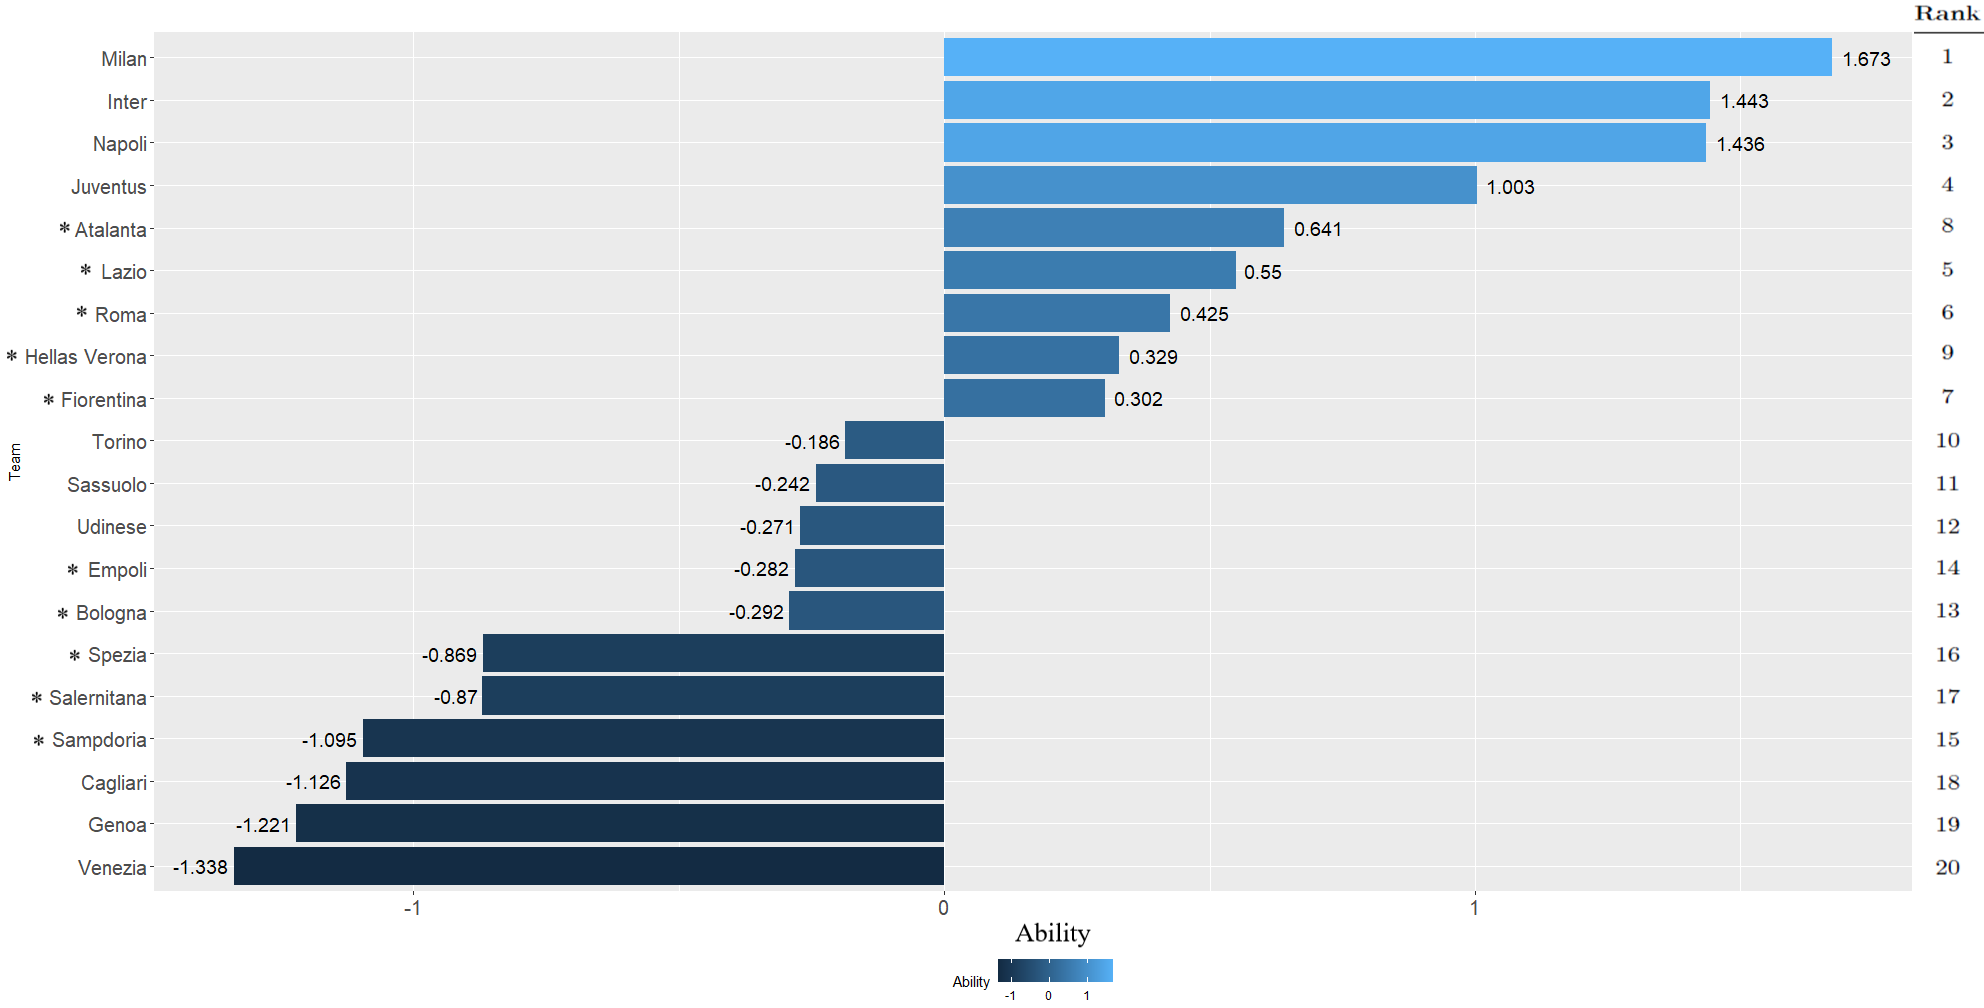 Rank
Milan 1.673 1
Inter 1.443 2
Napoli 1.436 3
Juventus 1.003 4
* Atalanta 0.641 8
* Lazio 0.55 5
* Roma 0.425 6
* Hellas Verona 0.329 9
* Fiorentina 0.302 7
Torino -0.186 10
Team
Sassuolo -0.242 11
Udinese -0.271 12
* Empoli -0.282 14
* Bologna -0.292 13
* Spezia -0.869 16
* Salernitana -0.87 17
* Sampdoria -1.095 15
Cagliari -1.126 18
Genoa -1.221 19
Venezia -1.338 20
-1 0 1
Ability
Ability
-1 0 1